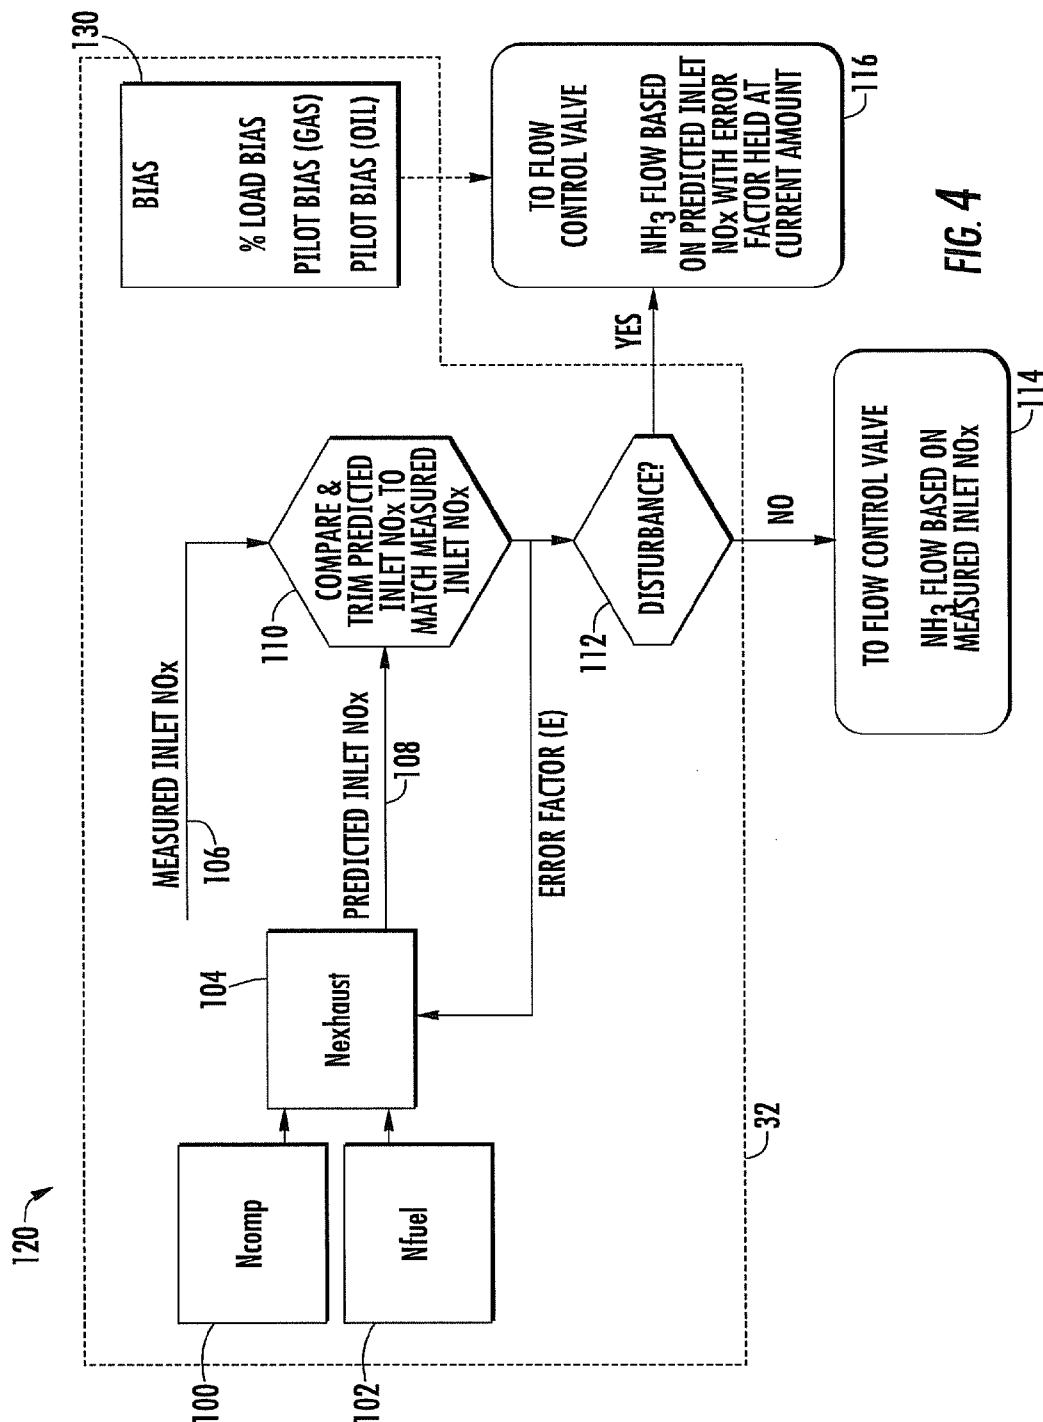 120
100
Ncomp
102
Nfuel
104
Nexhaust
MEASURED INLET NOx
106
PREDICTED INLET NOx
108
ERROR FACTOR (E)
110
COMPARE &
TRIM PREDICTED
INLET NOx TO
MATCH MEASURED
INLET NOx
112
DISTURBANCE?
YES
NO
130
BIAS
% LOAD BIAS
PILOT BIAS (GAS)
PILOT BIAS (OIL)
TO FLOW
CONTROL VALVE
NH3 FLOW BASED
ON PREDICTED INLET
NOx WITH ERROR
FACTOR HELD AT
CURRENT AMOUNT
116
TO FLOW CONTROL VALVE
NH3 FLOW BASED ON
MEASURED INLET NOx
114
32
FIG. 4